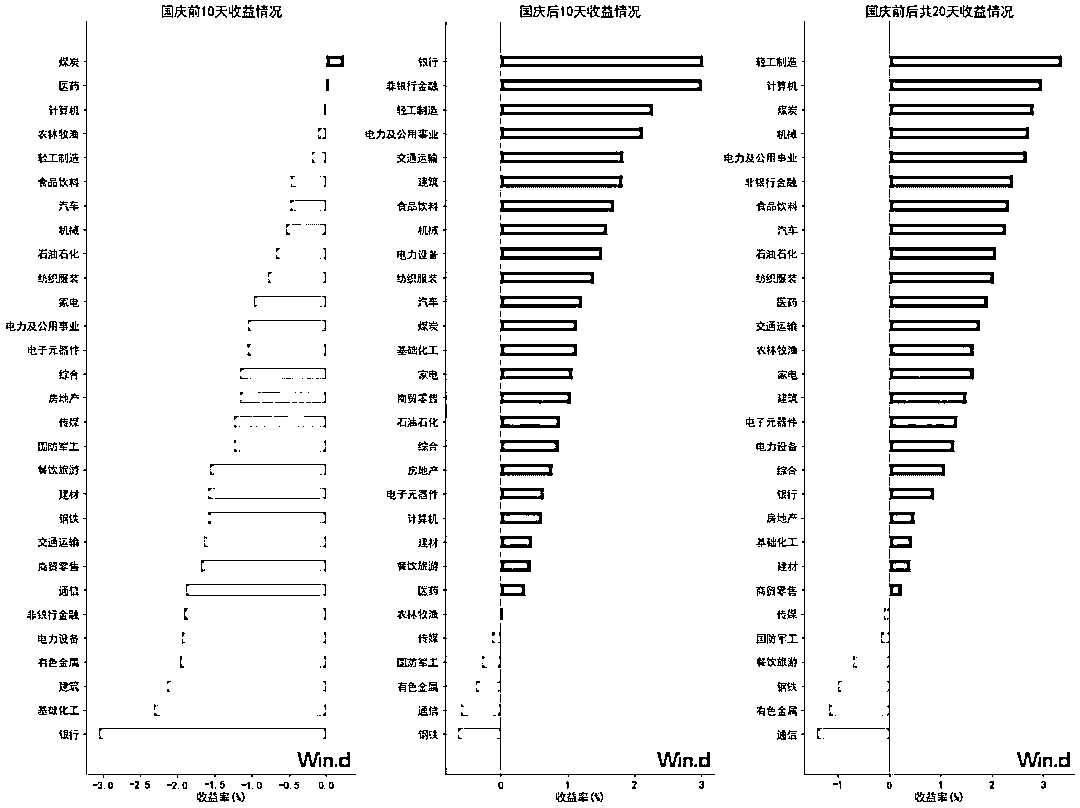 国庆前10天收益情况
煤炭
医药
计算机
农林牧渔
轻工制造
食品饮料
汽车
机械
石油石化
纺织服装
家电
电力及公用事业
电子元器件
综合
房地产
传媒
国防军工
餐饮旅游
建材
钢铁
交通运输
商贸零售
通信
非银行金融
电力设备
有色金属
建筑
基础化工
银行
Win.d
-3.0 -2.5 -2.0 -1.5 -1.0 -0.5 0.0
收益率(%)
国庆后10天收益情况
银行
非银行金融
轻工制造
电力及公用事业
交通运输
建筑
食品饮料
机械
电力设备
纺织服装
汽车
煤炭
基础化工
家电
商贸零售
石油石化
综合
房地产
电子元器件
计算机
建材
餐饮旅游
医药
农林牧渔
传媒
国防军工
有色金属
通信
钢铁
Win.d
0 1 2 3
收益率(%)
国庆前后共20天收益情况
轻工制造
计算机
煤炭
机械
电力及公用事业
非银行金融
食品饮料
汽车
石油石化
纺织服装
医药
交通运输
农林牧渔
家电
建筑
电子元器件
电力设备
综合
银行
房地产
基础化工
建材
商贸零售
传媒
国防军工
餐饮旅游
钢铁
有色金属
通信
Win.d
-1 0 1 2 3
收益率(%)